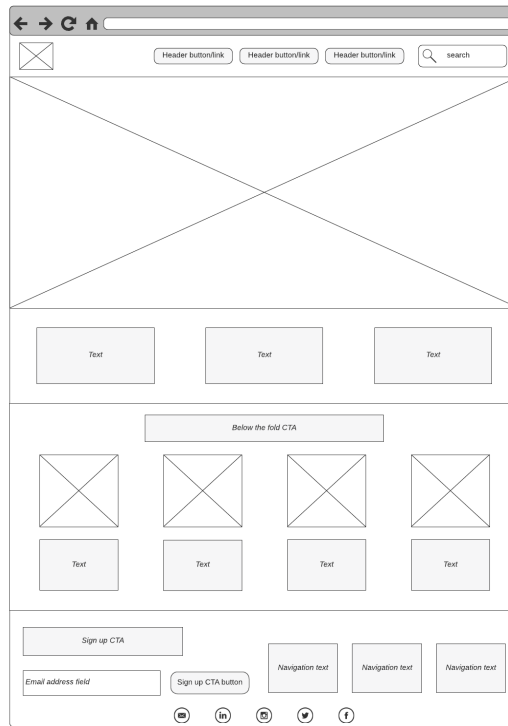 Header button/link
Header button/link
Header button/link
search
Text
Text
Text
Below the fold CTA
Text
Text
Text
Text
Sign up CTA
Email address field
Sign up CTA button
Navigation text
Navigation text
Navigation text
in
f